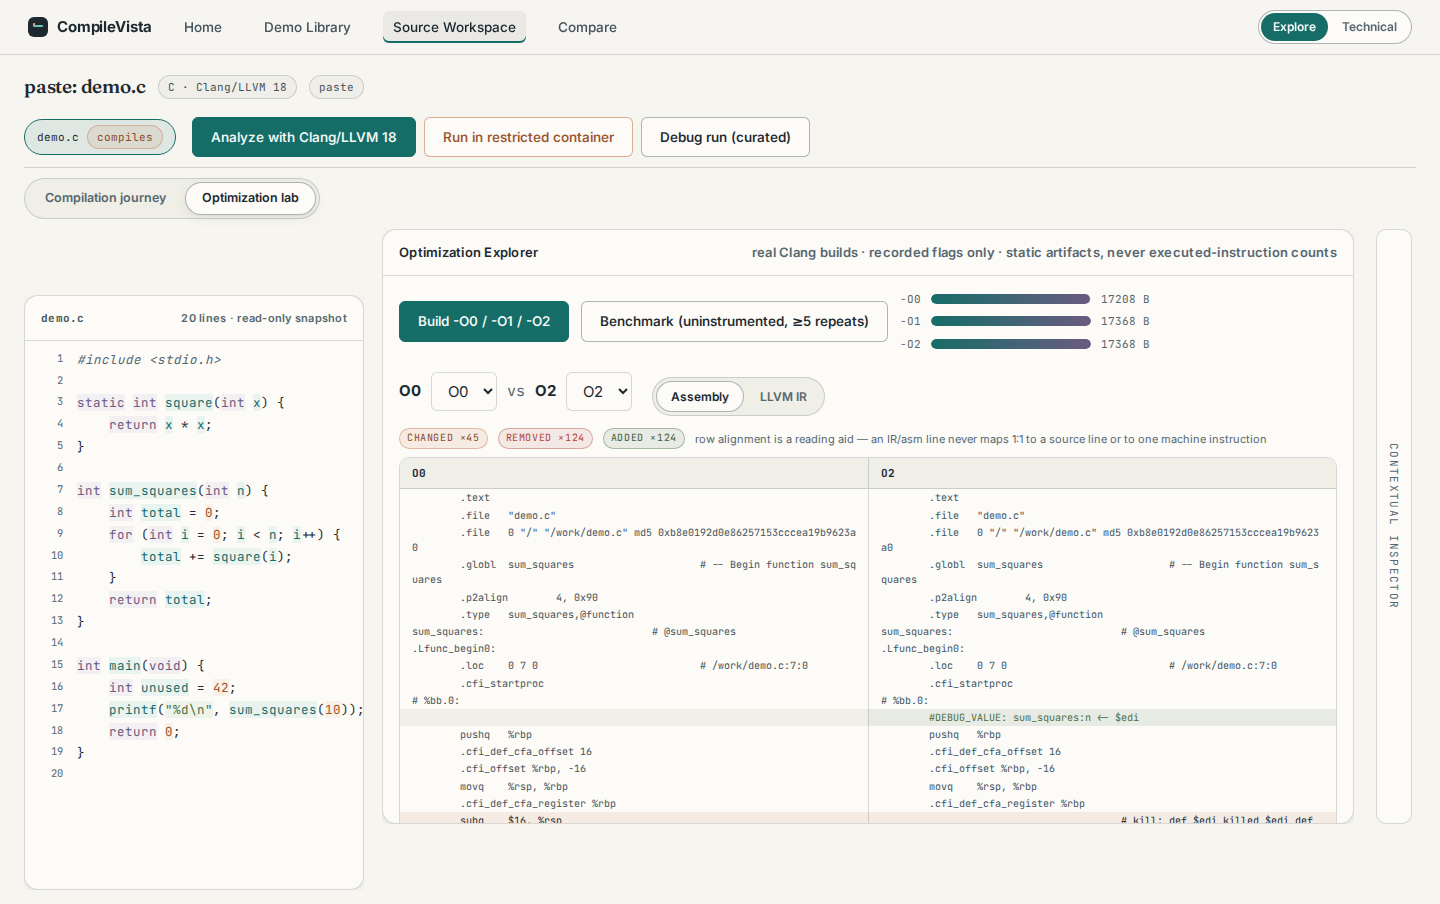 CompileVista
Home
Demo Library
Source Workspace
Compare
Explore
Technical
paste: demo.c
C · Clang/LLVM 18
paste
demo.c
compiles
Analyze with Clang/LLVM 18
Run in restricted container
Debug run (curated)
Compilation journey
Optimization lab
demo.c
20 lines · read-only snapshot
1 #include <stdio.h>
2
3 static int square(int x) {
4     return x * x;
5 }
6
7 int sum_squares(int n) {
8     int total = 0;
9     for (int i = 0; i < n; i++) {
10         total += square(i);
11     }
12     return total;
13 }
14
15 int main(void) {
16     int unused = 42;
17     printf("%d\n", sum_squares(10));
18     return 0;
19 }
20
Optimization Explorer
real Clang builds · recorded flags only · static artifacts, never executed-instruction counts
Build -O0 / -O1 / -O2
Benchmark (uninstrumented, ≥5 repeats)
-O0 17208 B
-O1 17368 B
-O2 17368 B
O0 O0 vs O2 O2
Assembly
LLVM IR
CHANGED ×45
REMOVED ×124
ADDED ×124
row alignment is a reading aid — an IR/asm line never maps 1:1 to a source line or to one machine instruction
O0
.text
.file "demo.c"
.file 0 "/" "/work/demo.c" md5 0xb8e0192d0e86257153cccea19b9623a
0
.globl sum_squares # -- Begin function sum_sq
uares
.p2align 4, 0x90
.type sum_squares,@function
sum_squares: # @sum_squares
.Lfunc_begin0:
.loc 0 7 0 # /work/demo.c:7:0
.cfi_startproc
# %bb.0:
pushq %rbp
.cfi_def_cfa_offset 16
.cfi_offset %rbp, -16
movq %rsp, %rbp
.cfi_def_cfa_register %rbp
subq $16, %rsp
O2
.text
.file "demo.c"
.file 0 "/" "/work/demo.c" md5 0xb8e0192d0e86257153cccea19b9623
a0
.globl sum_squares # -- Begin function sum_s
quares
.p2align 4, 0x90
.type sum_squares,@function
sum_squares: # @sum_squares
.Lfunc_begin0:
.loc 0 7 0 # /work/demo.c:7:0
.cfi_startproc
# %bb.0:
#DEBUG_VALUE: sum_squares:n <- $edi
pushq %rbp
.cfi_def_cfa_offset 16
.cfi_offset %rbp, -16
movq %rsp, %rbp
.cfi_def_cfa_register %rbp
# kill: def $edi killed $edi def
CONTEXTUAL INSPECTOR